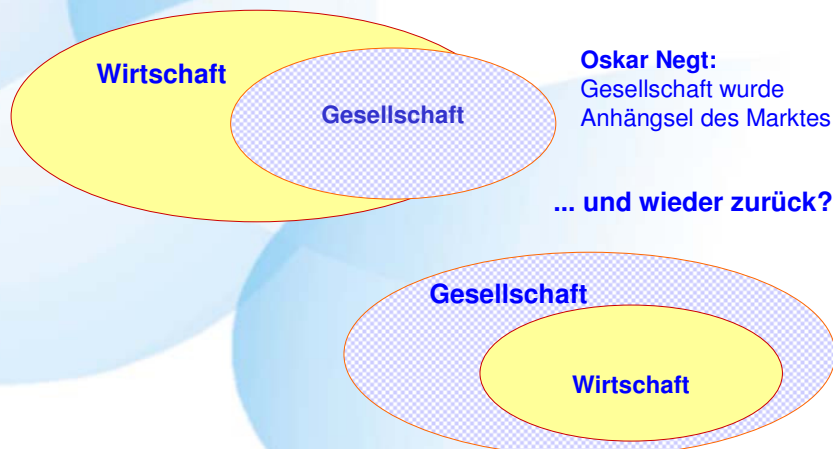 Wirtschaft
Gesellschaft
Oskar Negt:
Gesellschaft wurde
Anhängsel des Marktes
... und wieder zurück?
Gesellschaft
Wirtschaft